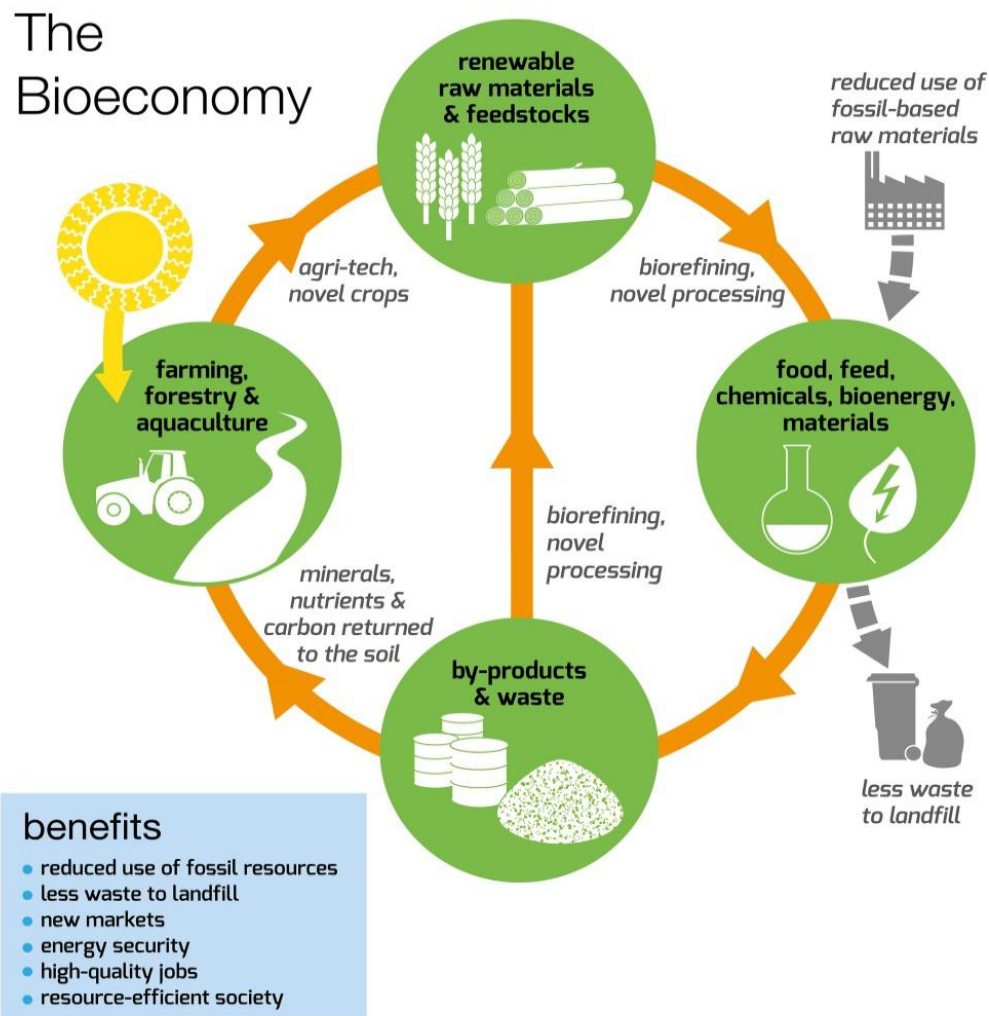 The
Bioeconomy
renewable
raw materials
& feedstocks
reduced use of
fossil-based
raw materials
agri-tech,
novel crops
biorefining,
novel processing
farming,
forestry &
aquaculture
food, feed,
chemicals, bioenergy,
materials
biorefining,
novel
processing
minerals,
nutrients &
carbon returned
to the soil
by-products
& waste
less waste
to landfill
benefits
reduced use of fossil resources
less waste to landfill
new markets
energy security
high-quality jobs
resource-efficient society